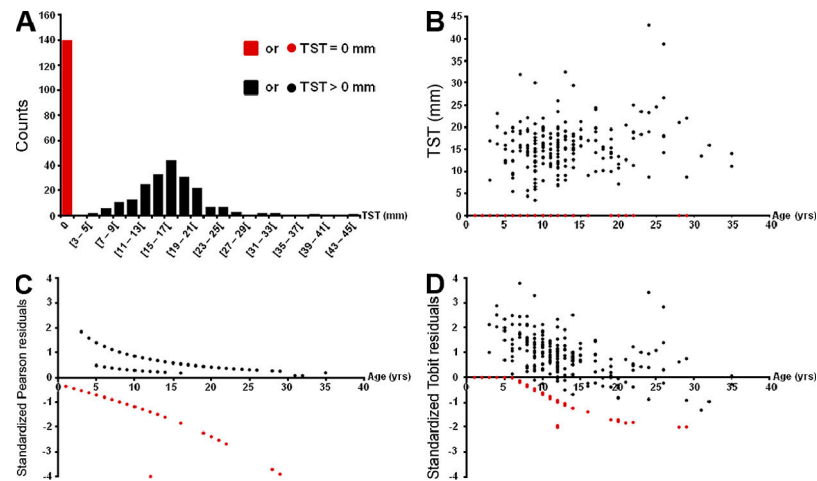 A
160
140
120
100
80
60
40
20
0
Counts
or TST = 0 mm
or TST > 0 mm
TST (mm)
0
[3 – 5[
[7 – 9[
[11 – 13[
[15 – 17[
[19 – 21[
[23 – 25[
[27 – 29[
[31 – 33[
[35 – 37[
[39 – 41[
[43 – 45[
B
45
40
35
30
25
20
15
10
5
0
TST (mm)
0 5 10 15 20 25 30 35 40
Age (yrs)
C
4
3
2
1
0
-1
-2
-3
-4
Standardized Pearson residuals
5 10 15 20 25 30 35 40
Age (yrs)
D
4
3
2
1
0
-1
-2
-3
-4
Standardized Tobit residuals
0 5 10 15 20 25 30 35 40
Age (yrs)